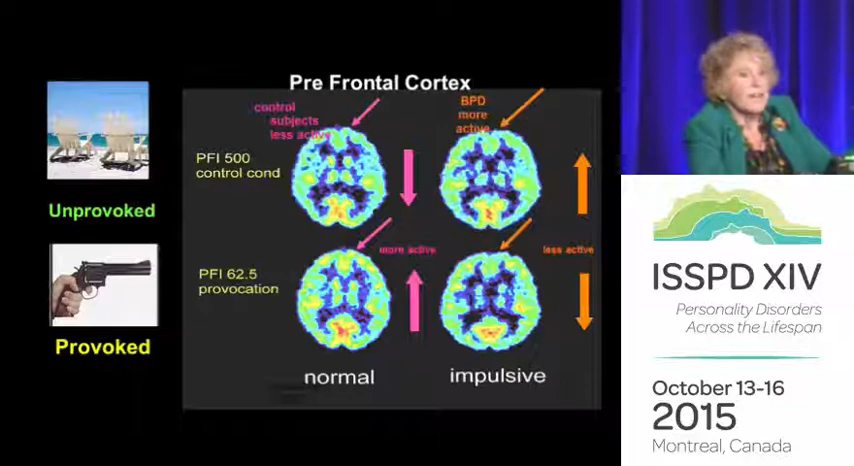 Pre Frontal Cortex
control
subjects
less active
BPD
more
active
PFI 500
control cond
Unprovoked
more active
less active
PFI 62.5
provocation
Provoked
normal
impulsive
ISSPD XIV
Personality Disorders
Across the Lifespan
October 13-16
2015
Montreal, Canada